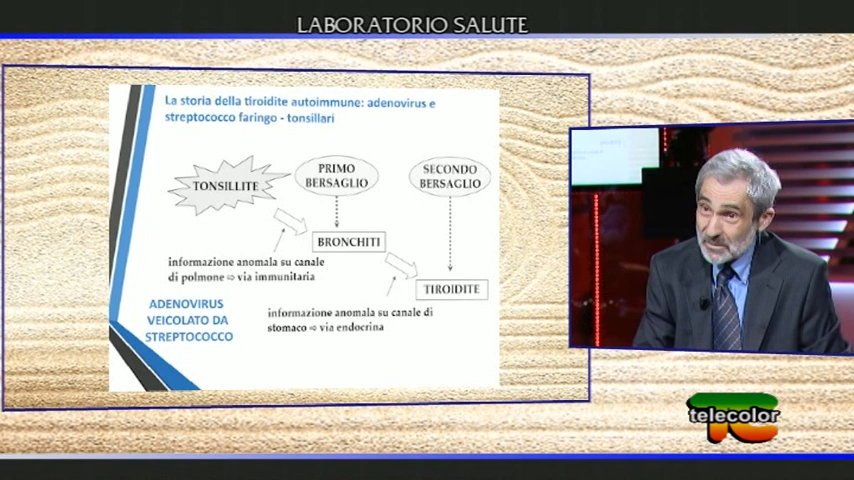 LABORATORIO SALUTE
La storia della tiroidite autoimmune: adenovirus e
streptococco faringo - tonsillari
TONSILLITE
PRIMO
BERSAGLIO
SECONDO
BERSAGLIO
BRONCHITI
informazione anomala su canale
di polmone ⇨ via immunitaria
TIROIDITE
ADENOVIRUS
VEICOLATO DA
STREPTOCOCCO
informazione anomala su canale di
stomaco ⇨ via endocrina
telecolor